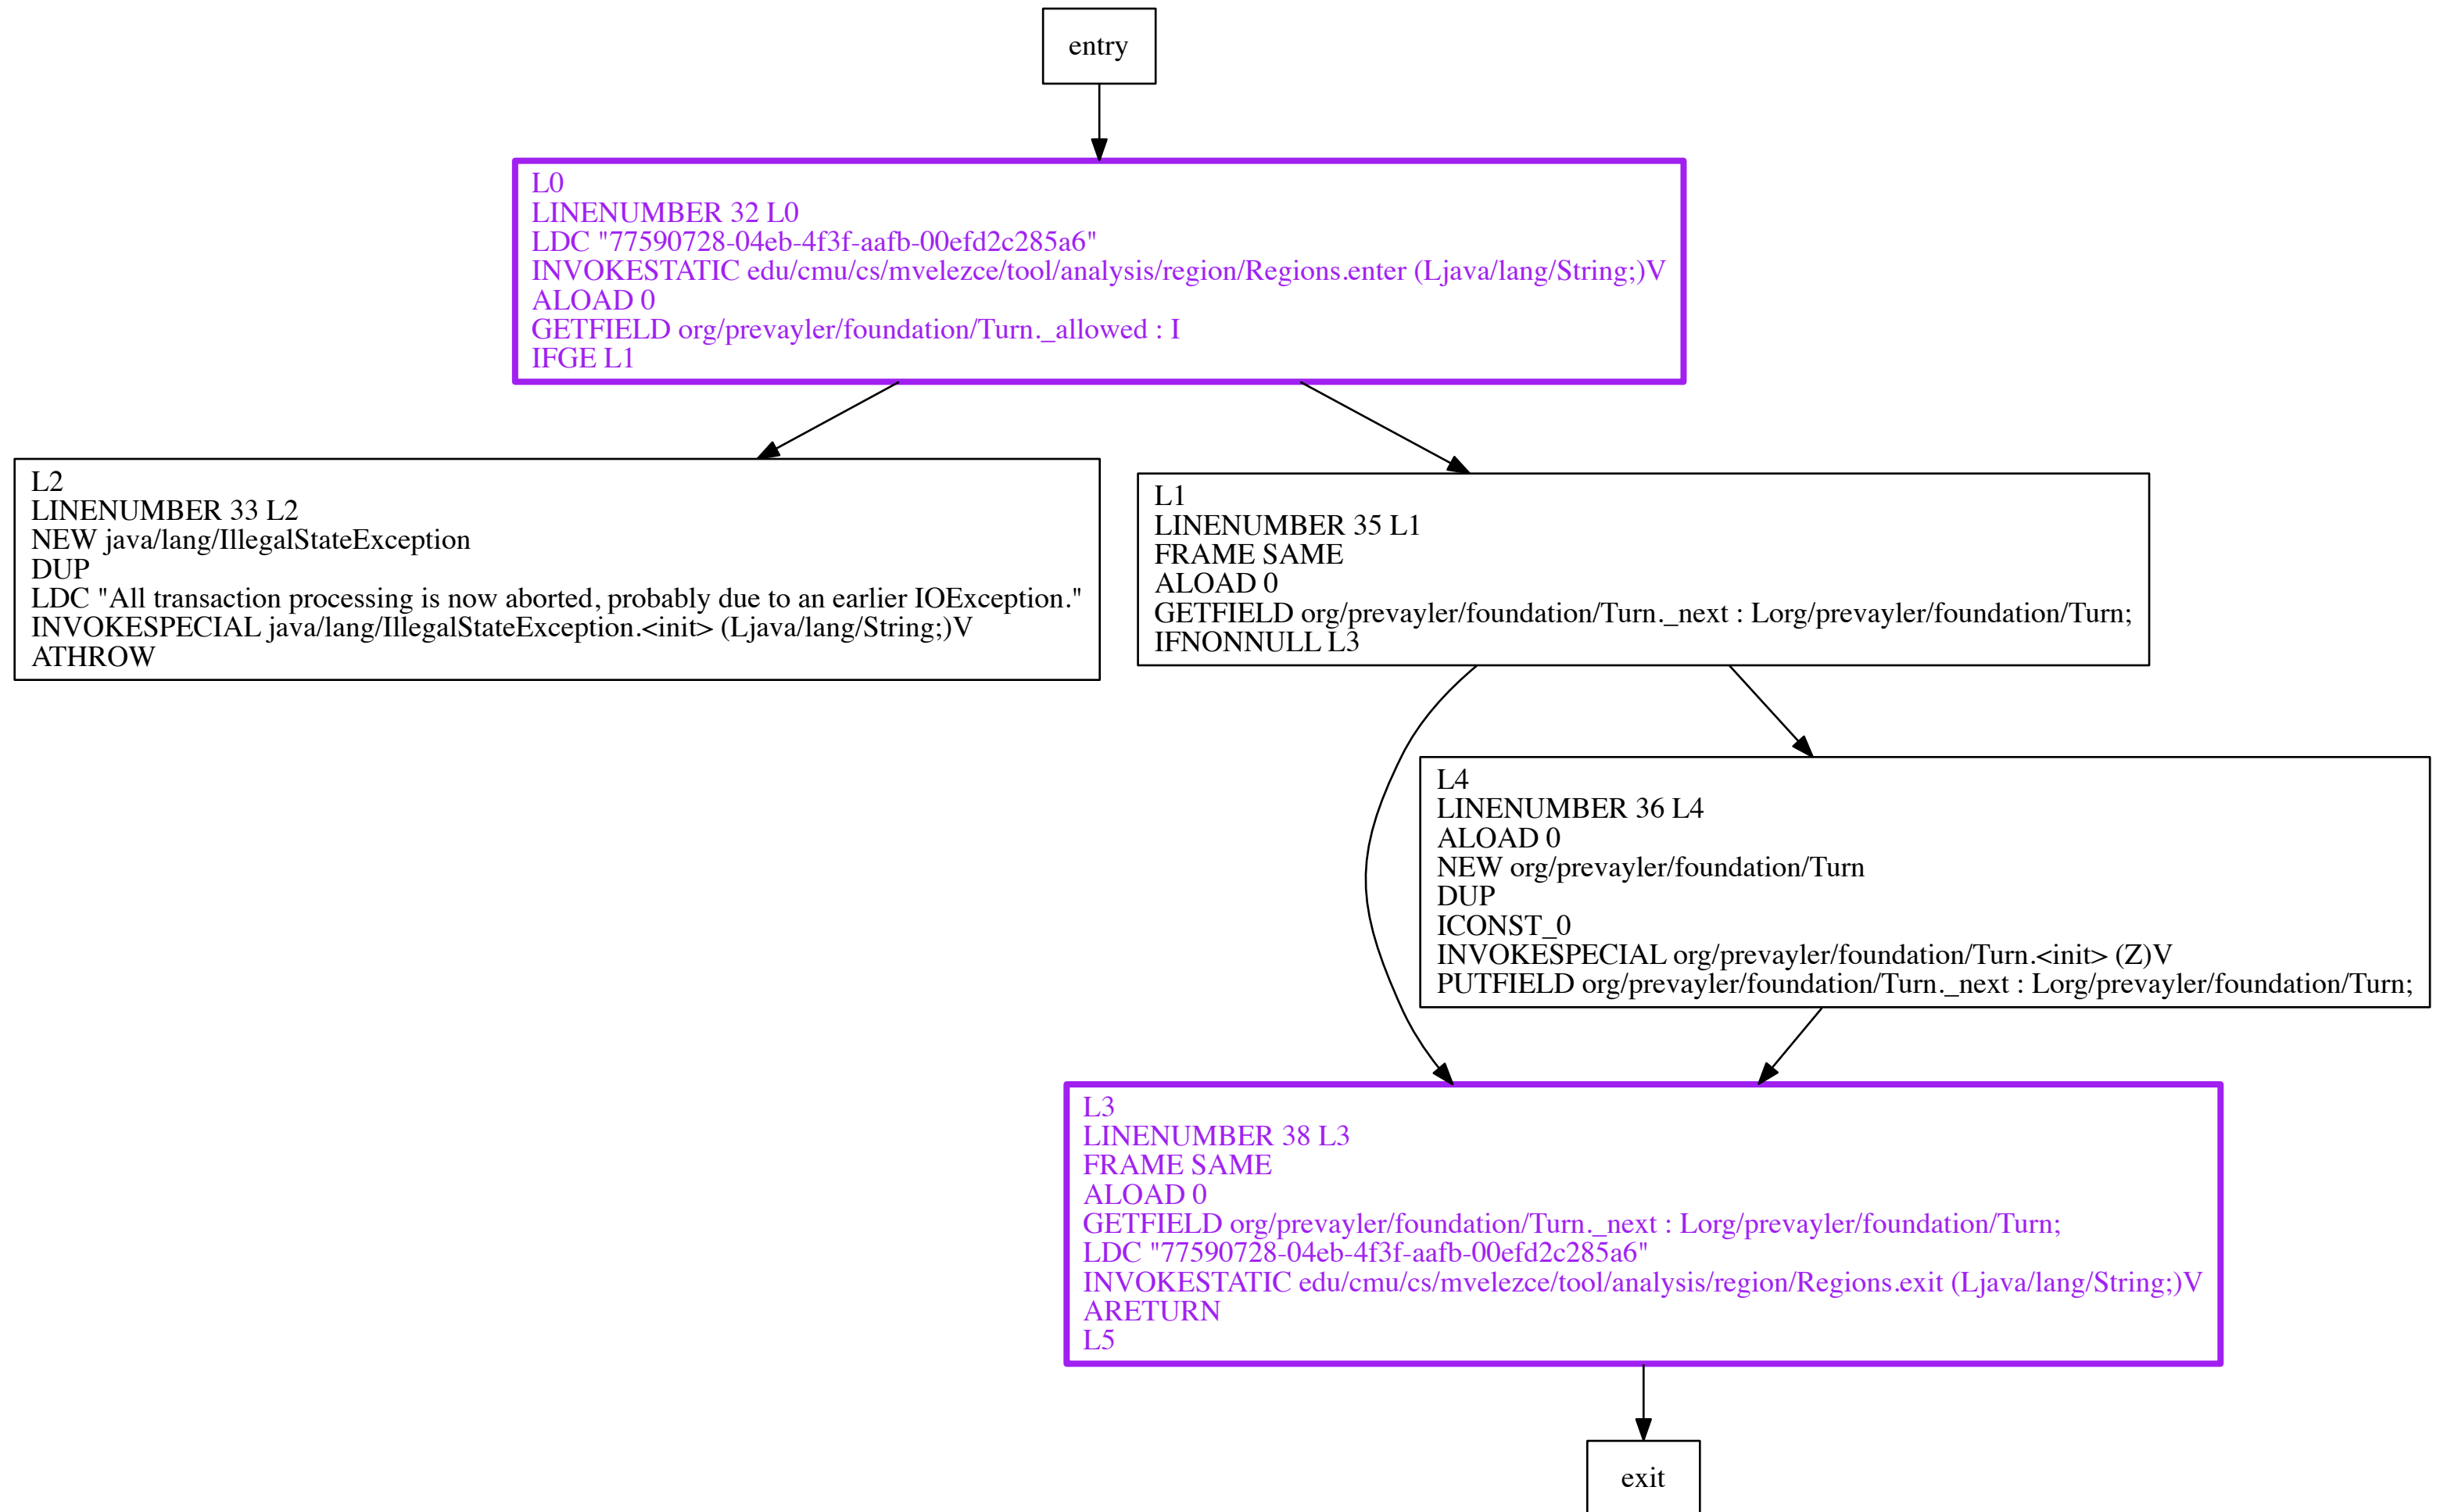 entry
L0
LINENUMBER 32 L0
LDC "77590728-04eb-4f3f-aafb-00efd2c285a6"
INVOKESTATIC edu/cmu/cs/mvelezce/tool/analysis/region/Regions.enter (Ljava/lang/String;)V
ALOAD 0
GETFIELD org/prevayler/foundation/Turn._allowed : I
IFGE L1
L2
LINENUMBER 33 L2
NEW java/lang/IllegalStateException
DUP
LDC "All transaction processing is now aborted, probably due to an earlier IOException."
INVOKESPECIAL java/lang/IllegalStateException.<init> (Ljava/lang/String;)V
ATHROW
L1
LINENUMBER 35 L1
FRAME SAME
ALOAD 0
GETFIELD org/prevayler/foundation/Turn._next : Lorg/prevayler/foundation/Turn;
IFNONNULL L3
L4
LINENUMBER 36 L4
ALOAD 0
NEW org/prevayler/foundation/Turn
DUP
ICONST_0
INVOKESPECIAL org/prevayler/foundation/Turn.<init> (Z)V
PUTFIELD org/prevayler/foundation/Turn._next : Lorg/prevayler/foundation/Turn;
L3
LINENUMBER 38 L3
FRAME SAME
ALOAD 0
GETFIELD org/prevayler/foundation/Turn._next : Lorg/prevayler/foundation/Turn;
LDC "77590728-04eb-4f3f-aafb-00efd2c285a6"
INVOKESTATIC edu/cmu/cs/mvelezce/tool/analysis/region/Regions.exit (Ljava/lang/String;)V
ARETURN
L5
exit